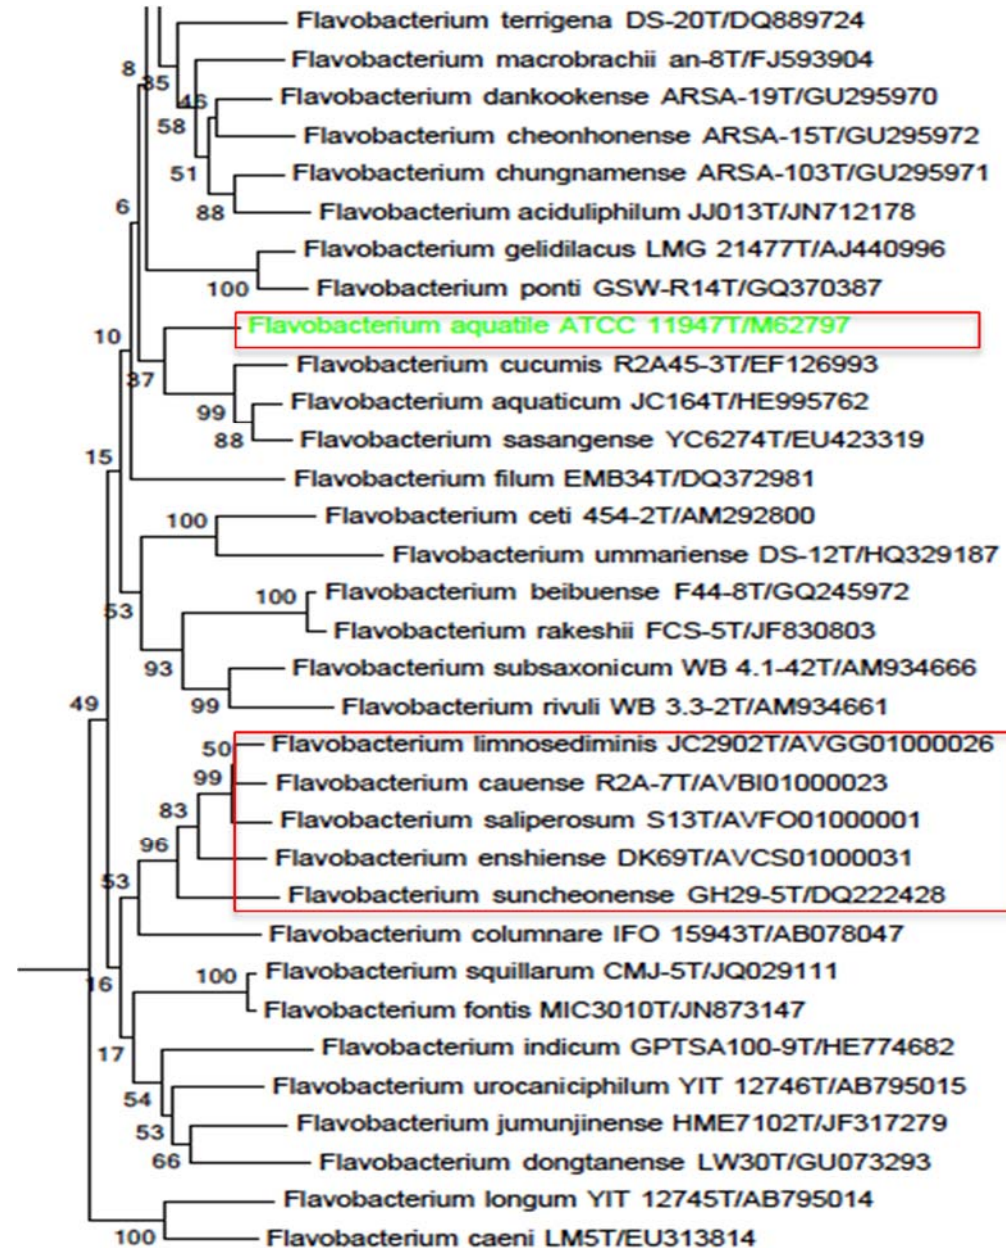 Flavobacterium terrigena DS-20T/DQ889724
Flavobacterium macrobrachii an-8T/FJ593904
8
35
Flavobacterium dankookense ARSA-19T/GU295970
46
58
Flavobacterium cheonhonense ARSA-15T/GU295972
51
Flavobacterium chungnamense ARSA-103T/GU295971
6
88
Flavobacterium aciduliphilum JJ013T/JN712178
Flavobacterium gelidilacus LMG 21477T/AJ440996
100
Flavobacterium ponti GSW-R14T/GQ370387
Flavobacterium aquatile ATCC 11947T/M62797
10
Flavobacterium cucumis R2A45-3T/EF126993
37
99
Flavobacterium aquaticum JC164T/HE995762
88
Flavobacterium sasangense YC6274T/EU423319
15
Flavobacterium filum EMB34T/DQ372981
100
Flavobacterium ceti 454-2T/AM292800
Flavobacterium ummariense DS-12T/HQ329187
100
Flavobacterium beibuense F44-8T/GQ245972
53
Flavobacterium rakeshii FCS-5T/JF830803
93
Flavobacterium subsaxonicum WB 4.1-42T/AM934666
49
99
Flavobacterium rivuli WB 3.3-2T/AM934661
50
Flavobacterium limnosediminis JC2902T/AVGG01000026
99
Flavobacterium cauense R2A-7T/AVBI01000023
83
Flavobacterium saliperosum S13T/AVFO01000001
96
Flavobacterium enshiense DK69T/AVCS01000031
53
Flavobacterium suncheonense GH29-5T/DQ222428
Flavobacterium columnare IFO 15943T/AB078047
16
100
Flavobacterium squillarum CMJ-5T/JQ029111
Flavobacterium fontis MIC3010T/JN873147
17
Flavobacterium indicum GPTSA100-9T/HE774682
54
Flavobacterium urocaniciphilum YIT 12746T/AB795015
53
Flavobacterium jumunjinense HME7102T/JF317279
66
Flavobacterium dongtanense LW30T/GU073293
Flavobacterium longum YIT 12745T/AB795014
100
Flavobacterium caeni LM5T/EU313814